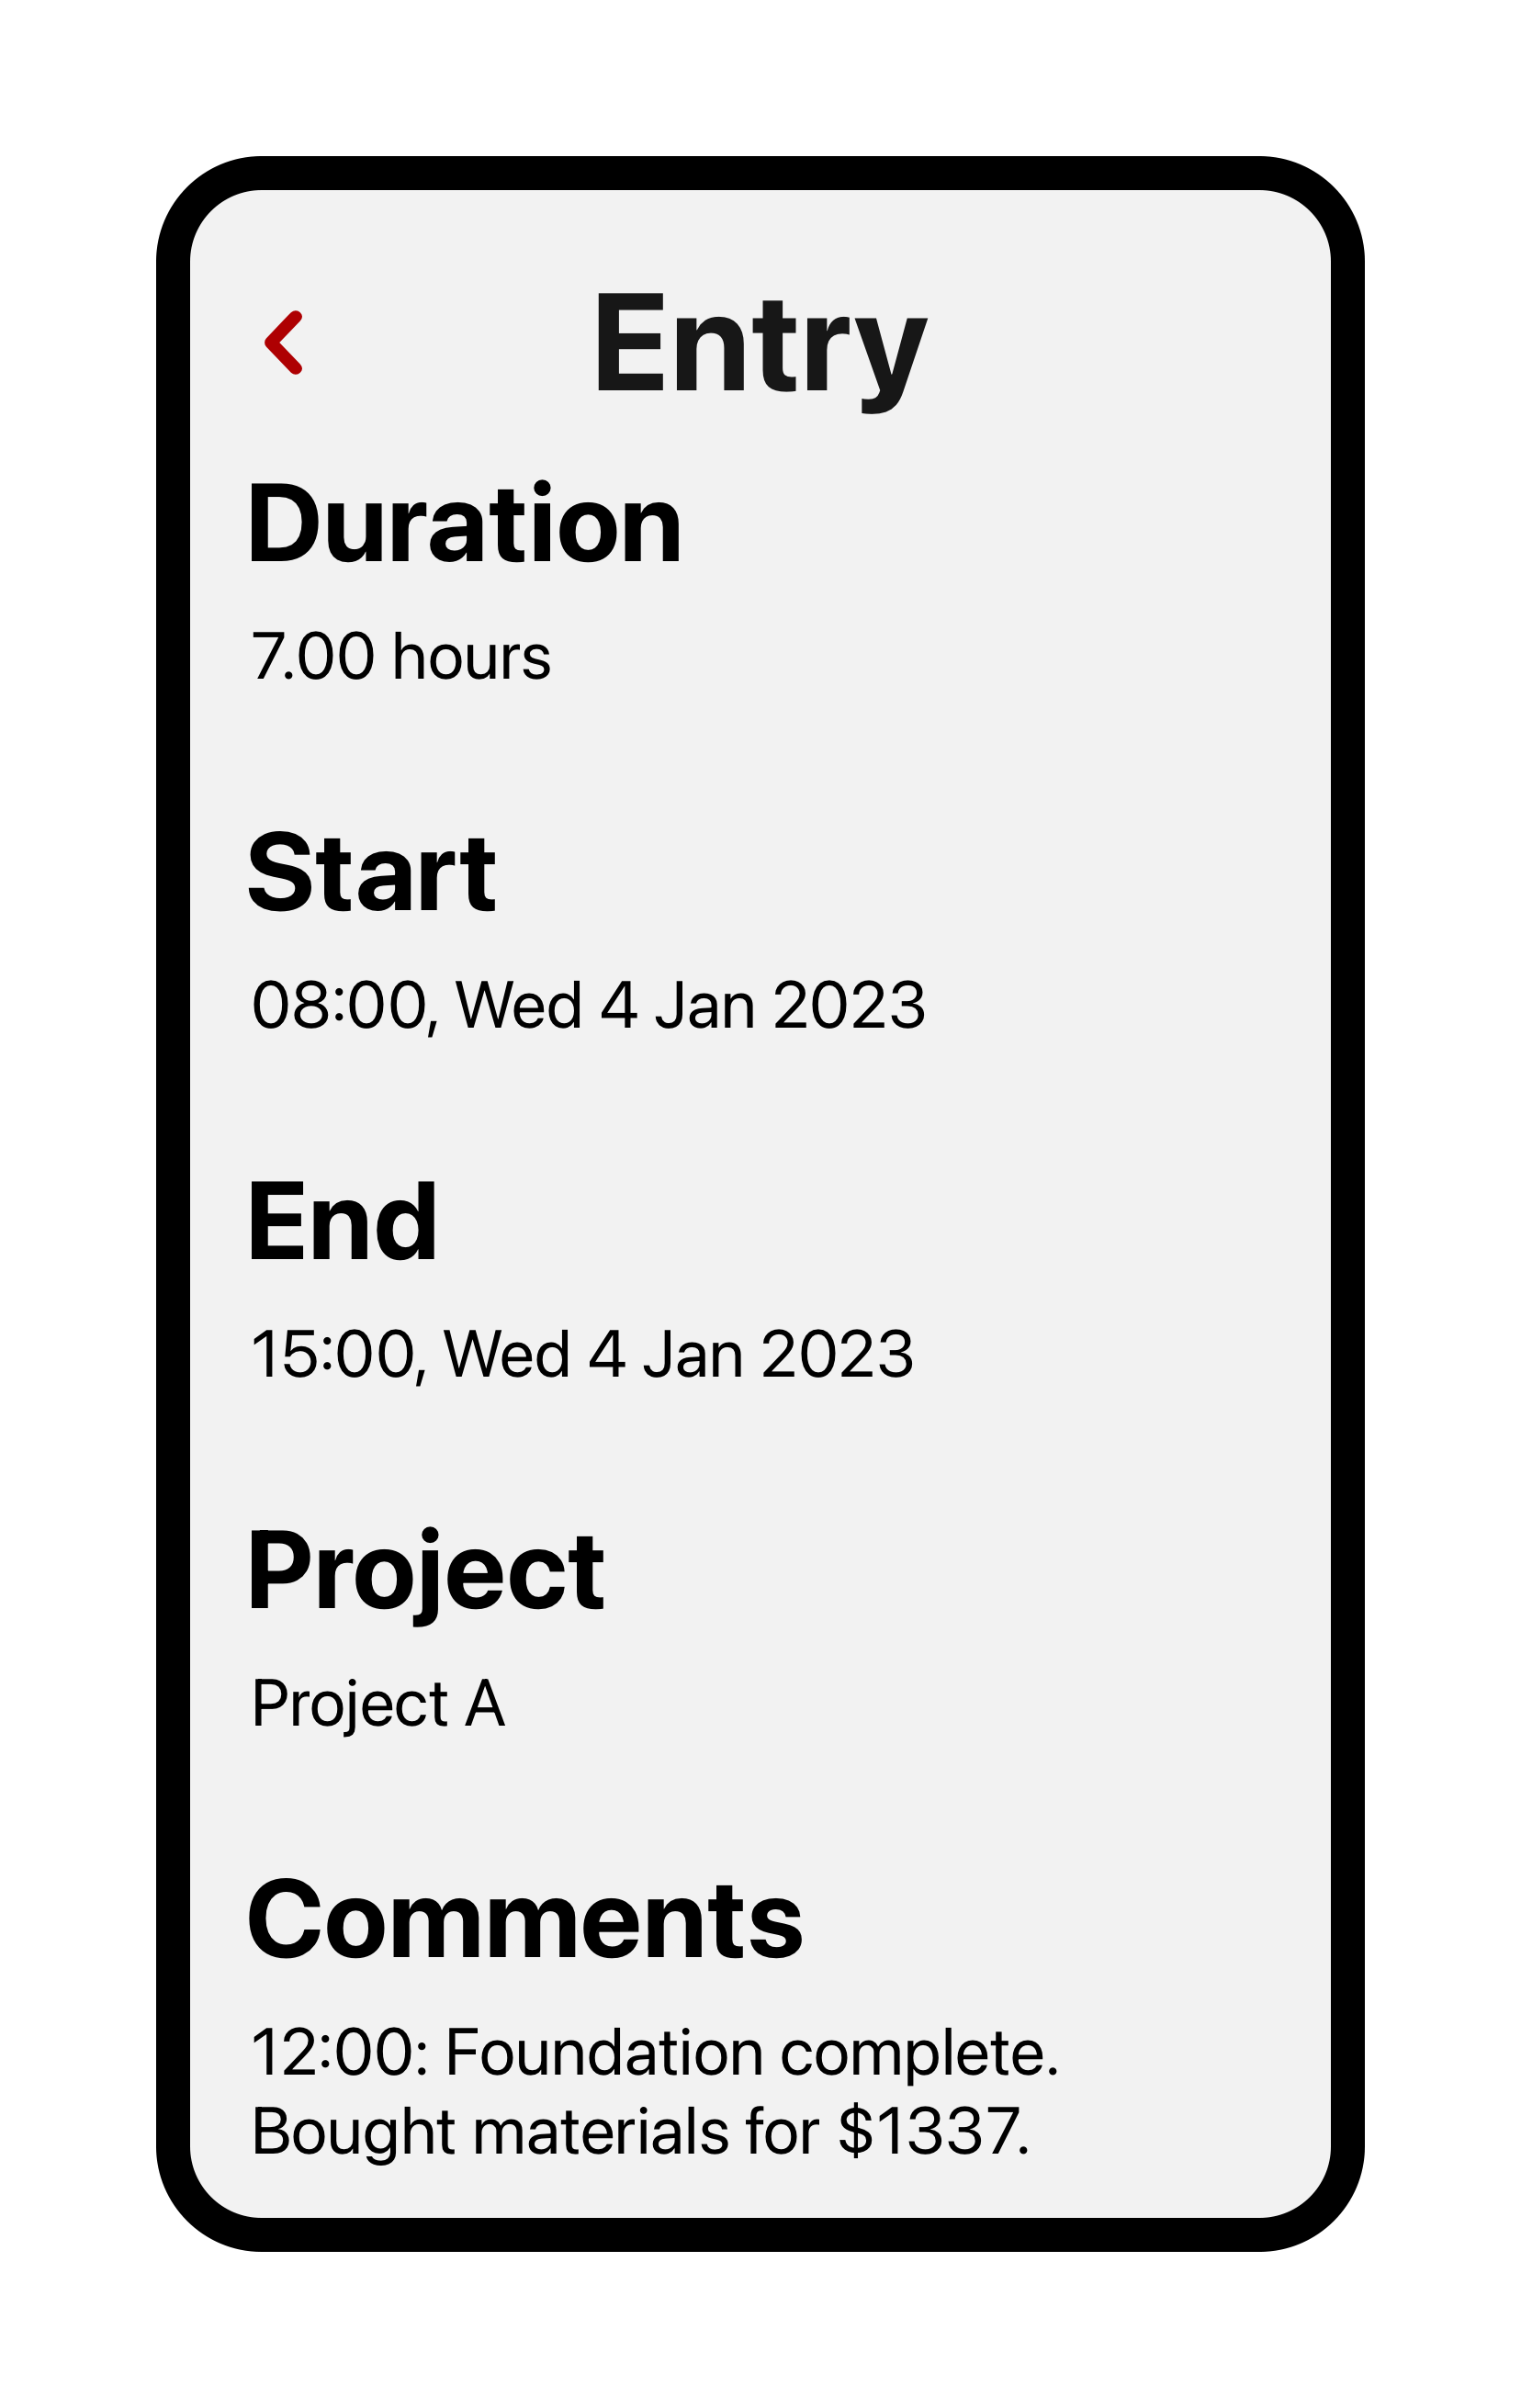 Entry
Duration
7.00 hours
Start
08:00, Wed 4 Jan 2023
End
15:00, Wed 4 Jan 2023
Project
Project A
Comments
12:00: Foundation complete.
Bought materials for $1337.